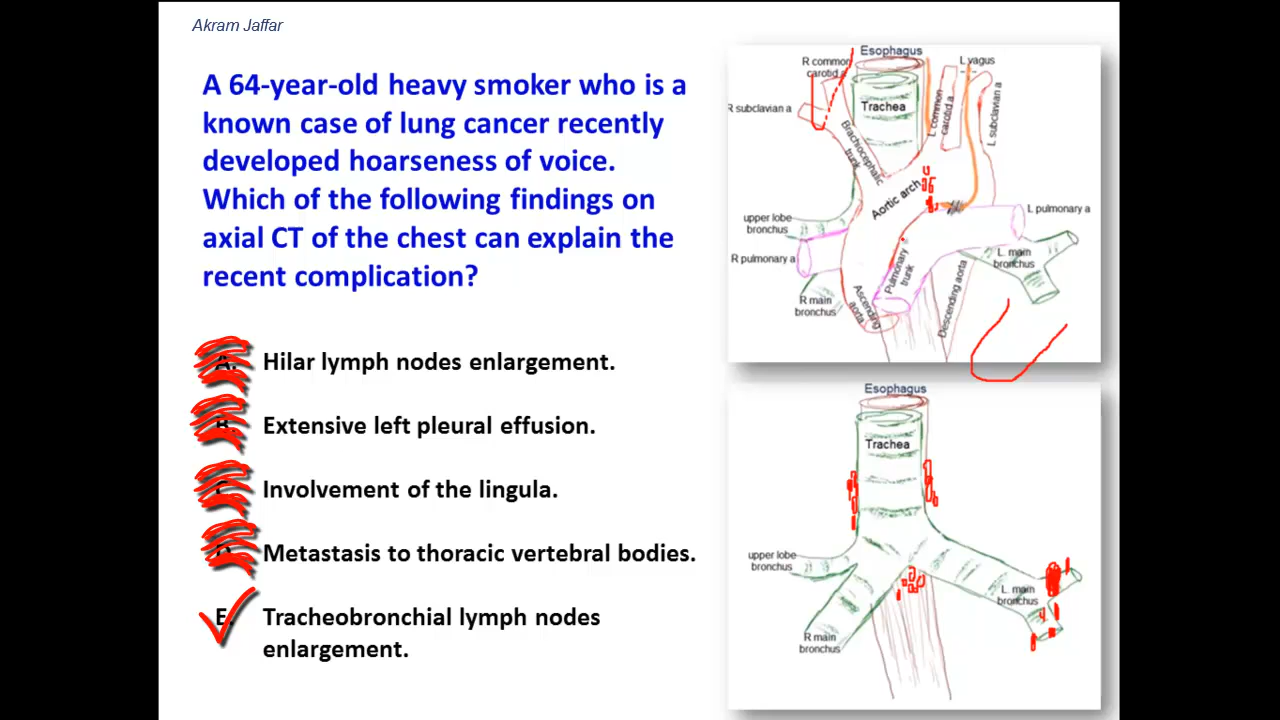 Akram Jaffar
A 64-year-old heavy smoker who is a
known case of lung cancer recently
developed hoarseness of voice.
Which of the following findings on
axial CT of the chest can explain the
recent complication?
A. Hilar lymph nodes enlargement.
B. Extensive left pleural effusion.
Involvement of the lingula.
D. Metastasis to thoracic vertebral bodies.
E. Tracheobronchial lymph nodes
enlargement.
Esophagus
R common
carotid a
L vagus
R subclavian a
Trachea
L common
carotid a
L subclavian a
Brachiocephalic
trunk
Aortic arch
upper lobe
bronchus
L pulmonary a
R pulmonary a
Pulmonary
trunk
L. main
bronchus
R main
bronchus
Ascending
aorta
Descending aorta
Esophagus
Trachea
upper lobe
bronchus
L. main
bronchus
R main
bronchus